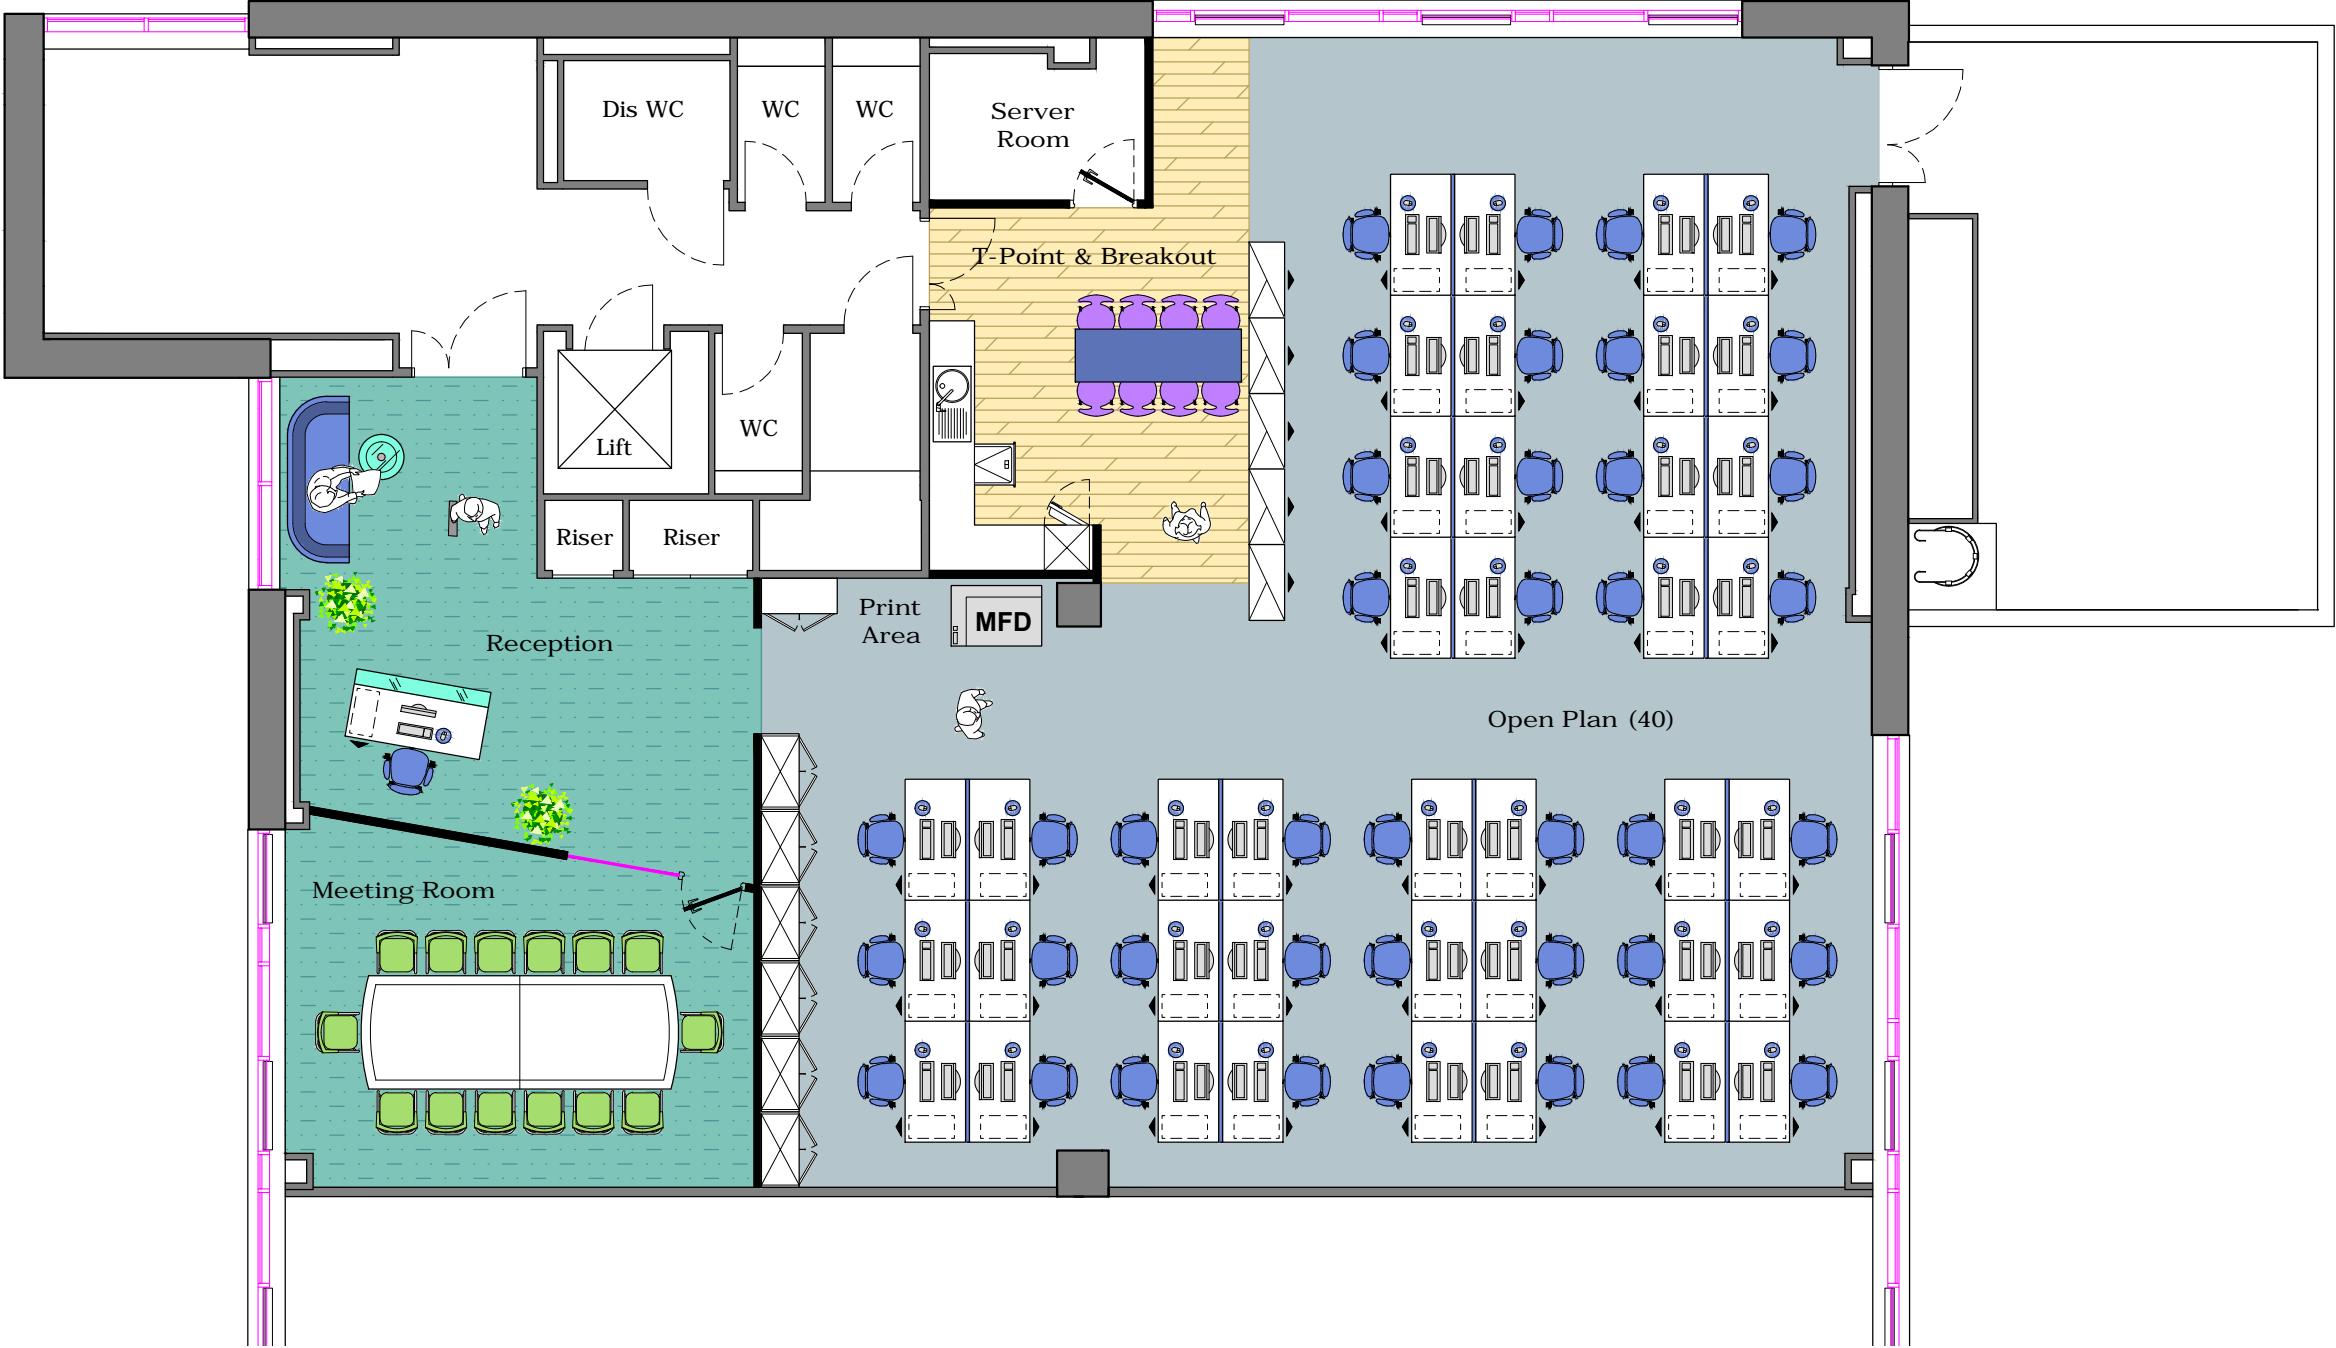 Dis WC
WC
WC
Server
Room
T-Point & Breakout
WC
Lift
Riser
Riser
Print
Area
MFD
Reception
Open Plan (40)
Meeting Room